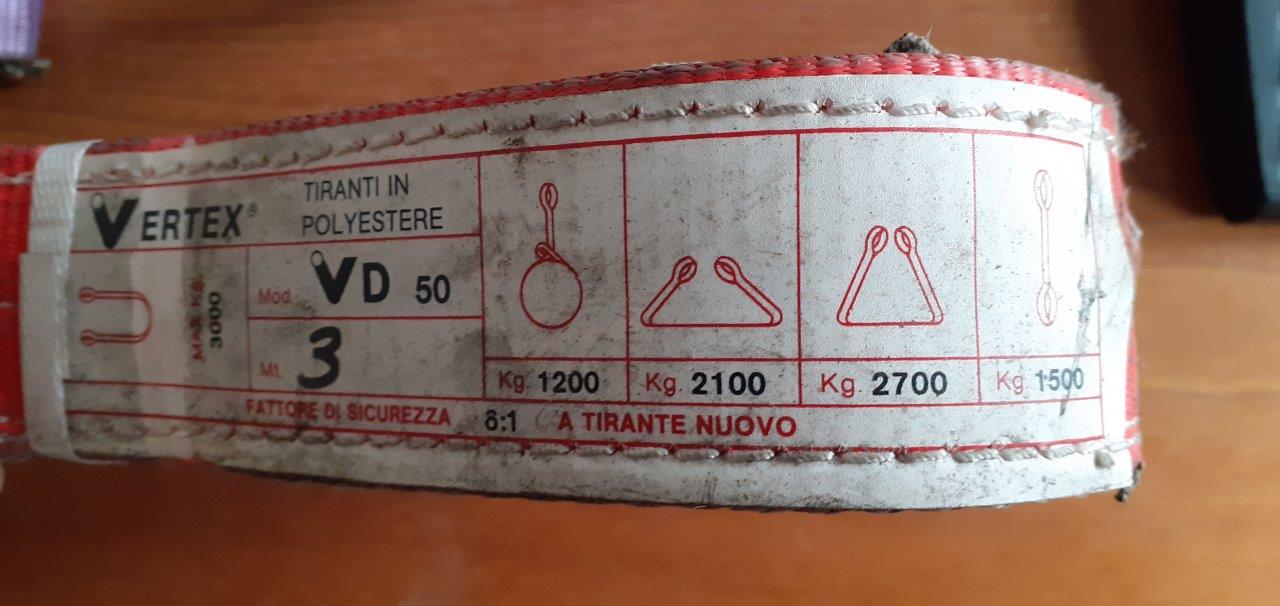 VERTEX®
TIRANTI IN
POLYESTERE
MAX Kg.
3000
Mod. VD 50
Mt. 3
Kg. 1200
Kg. 2100
Kg. 2700
Kg. 1500
FATTORE DI SICUREZZA 6:1 A TIRANTE NUOVO